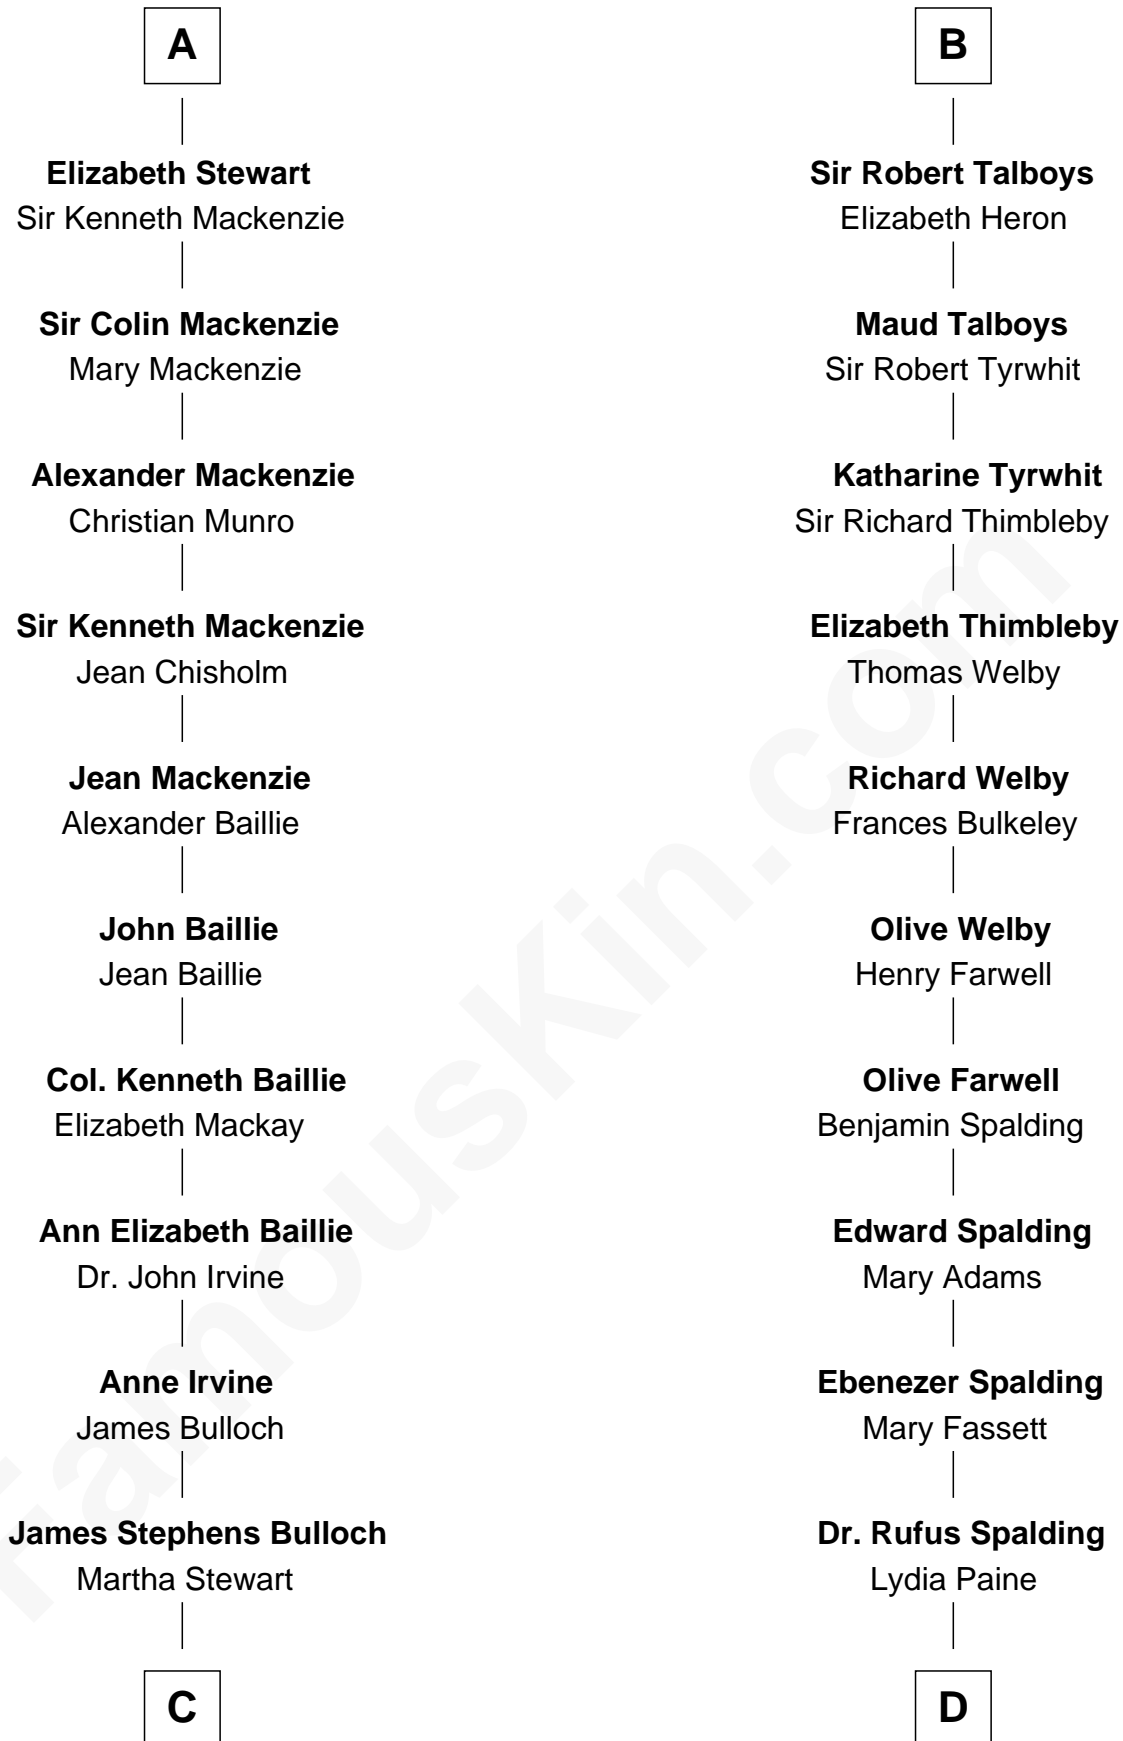 A
Elizabeth Stewart
Sir Kenneth Mackenzie
Sir Colin Mackenzie
Mary Mackenzie
Alexander Mackenzie
Christian Munro
Sir Kenneth Mackenzie
Jean Chisholm
Jean Mackenzie
Alexander Baillie
John Baillie
Jean Baillie
Col. Kenneth Baillie
Elizabeth Mackay
Ann Elizabeth Baillie
Dr. John Irvine
Anne Irvine
James Bulloch
James Stephens Bulloch
Martha Stewart
C
B
Sir Robert Talboys
Elizabeth Heron
Maud Talboys
Sir Robert Tyrwhit
Katharine Tyrwhit
Sir Richard Thimbleby
Elizabeth Thimbleby
Thomas Welby
Richard Welby
Frances Bulkeley
Olive Welby
Henry Farwell
Olive Farwell
Benjamin Spalding
Edward Spalding
Mary Adams
Ebenezer Spalding
Mary Fassett
Dr. Rufus Spalding
Lydia Paine
D
FamousKin.com